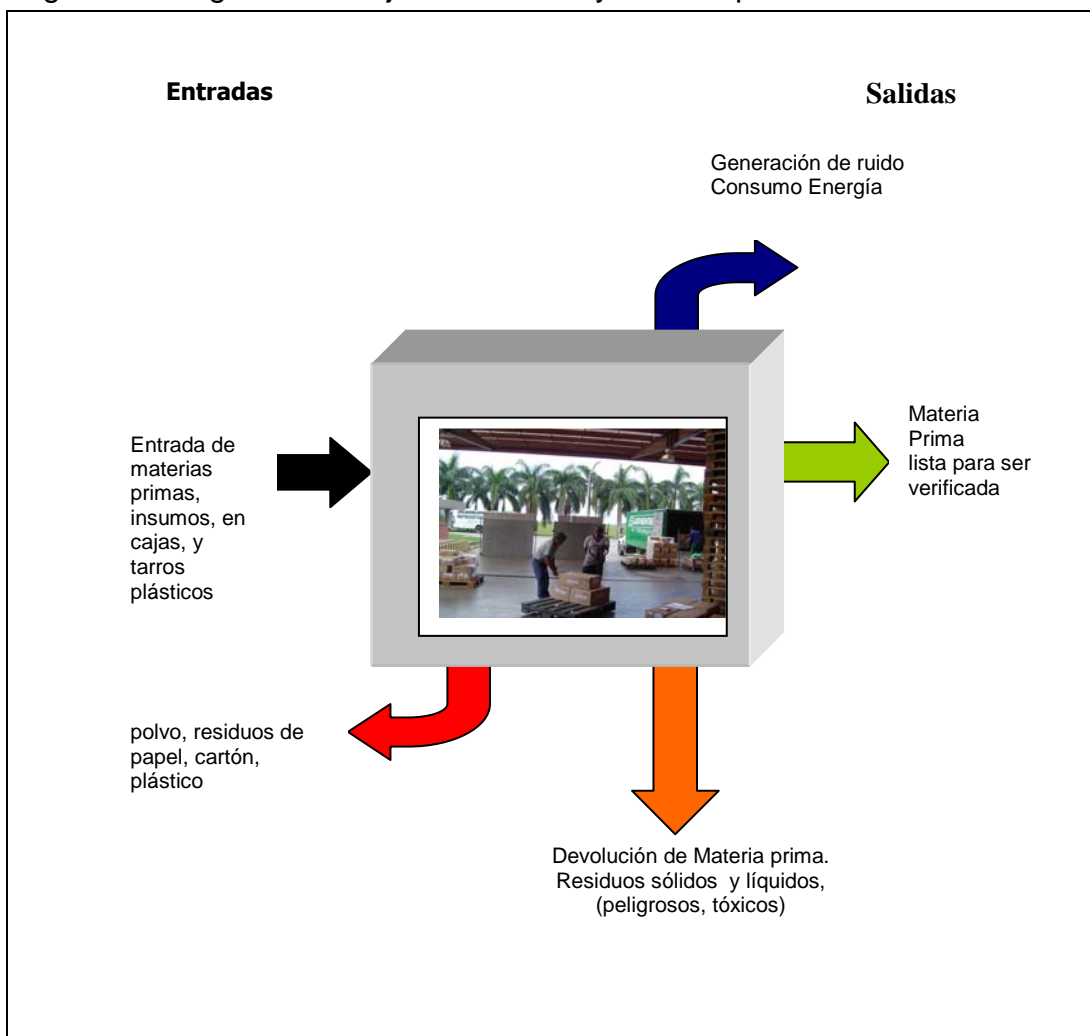 Entradas
Salidas
Generación de ruido
Consumo Energía
Entrada de
materias
primas,
insumos, en
cajas, y
tarros
plásticos
Materia
Prima
lista para ser
verificada
polvo, residuos de
papel, cartón,
plástico
Devolución de Materia prima.
Residuos sólidos y líquidos,
(peligrosos, tóxicos)